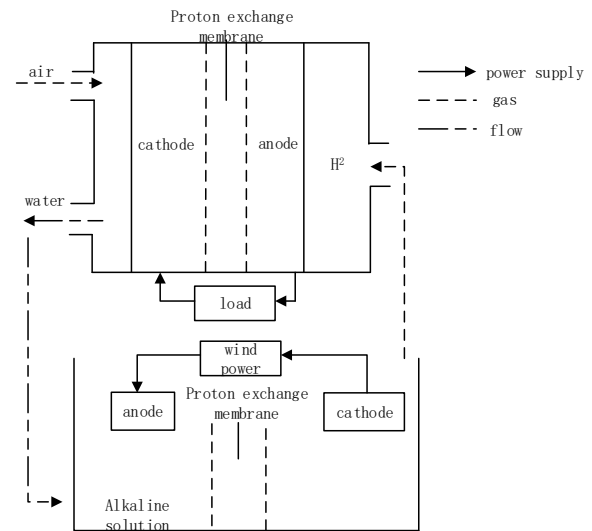 Proton exchange
membrane
air
power supply
gas
flow
cathode
anode
H²
water
load
wind
power
Proton exchange
membrane
anode
cathode
Alkaline
solution